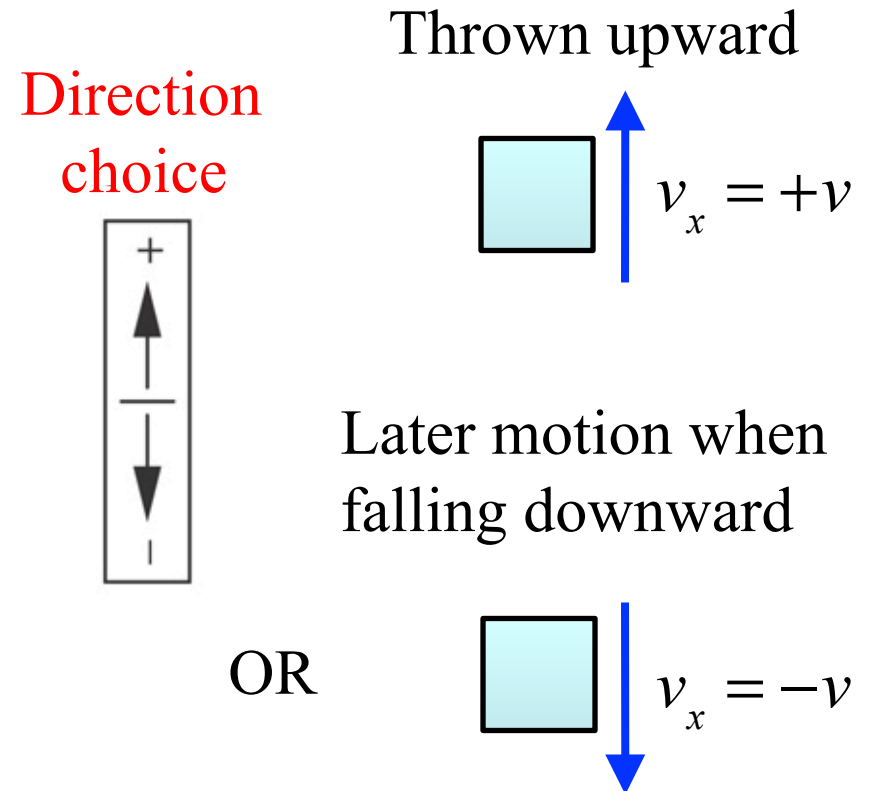 Thrown upward
Direction
choice
+
vₓ = +v
Later motion when
falling downward
–
OR
vₓ = −v